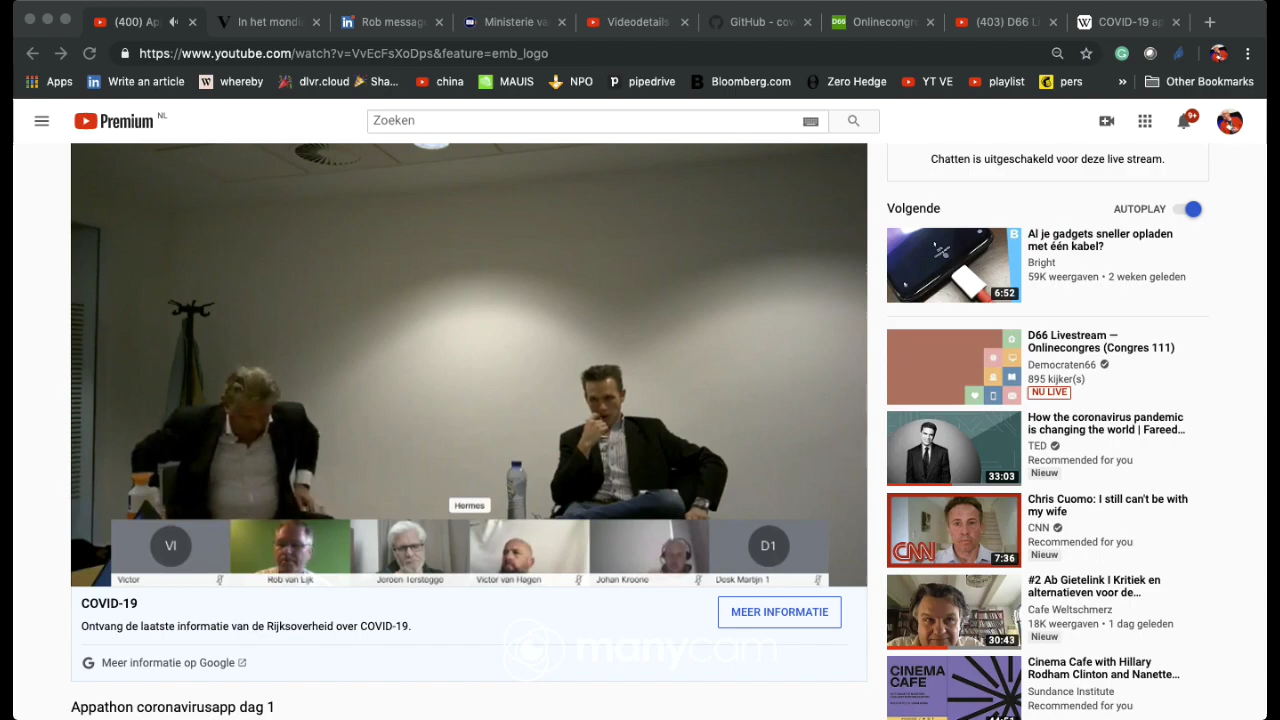 (400) Ap
In het mondi
Rob messag
Ministerie v
Videodetails
GitHub - cov
Onlinecongr
(403) D66 Li
COVID-19 ap
https://www.youtube.com/watch?v=VvEcFsXoDps&feature=emb_logo
Apps
Write an article
whereby
dlvr.cloud 🎉 Sha...
china
MAUIS
NPO
pipedrive
Bloomberg.com
Zero Hedge
YT VE
playlist
pers
»
Other Bookmarks
Premium NL
Zoeken
9+
Chatten is uitgeschakeld voor deze live stream.
Volgende
AUTOPLAY
Al je gadgets sneller opladen
met één kabel?
Bright
59K weergaven • 2 weken geleden
6:52
D66 Livestream —
Onlinecongres (Congres 111)
Democraten66
895 kijker(s)
NU LIVE
How the coronavirus pandemic
is changing the world | Fareed...
TED
Recommended for you
Nieuw
33:03
Chris Cuomo: I still can't be with
my wife
CNN
Recommended for you
Nieuw
CNN
7:36
#2 Ab Gietelink I Kritiek en
alternatieven voor de...
Cafe Weltschmerz
18K weergaven • 1 dag geleden
Nieuw
30:43
Cinema Cafe with Hillary
Rodham Clinton and Nanette...
Sundance Institute
Recommended for you
CINEMA
CAFE
Hermes
VI
D1
Victor
Rob van Lijk
Jeroen Terstegge
Victor van Hagen
Johan Kroone
Desk Martijn 1
COVID-19
Ontvang de laatste informatie van de Rijksoverheid over COVID-19.
MEER INFORMATIE
Meer informatie op Google
manycam
Appathon coronavirusapp dag 1